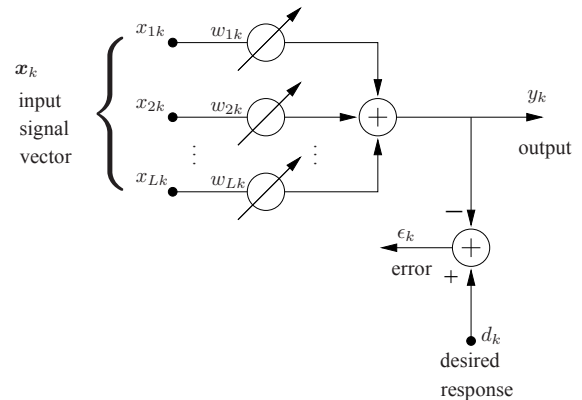 x_{1k} w_{1k}
x_k
input
signal
vector
x_{2k} w_{2k}
⋮ ⋮
x_{Lk} w_{Lk}
+
y_k
output
−
ϵ_k
+
error
+
d_k
desired
response